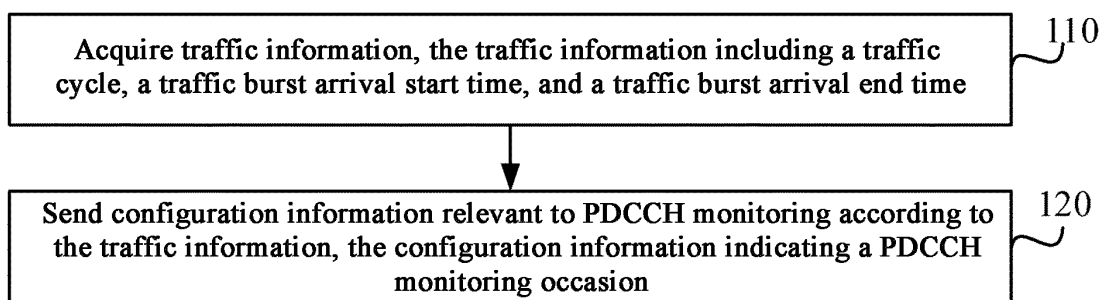 Acquire traffic information, the traffic information including a traffic
cycle, a traffic burst arrival start time, and a traffic burst arrival end time
110
Send configuration information relevant to PDCCH monitoring according to
the traffic information, the configuration information indicating a PDCCH
monitoring occasion
120